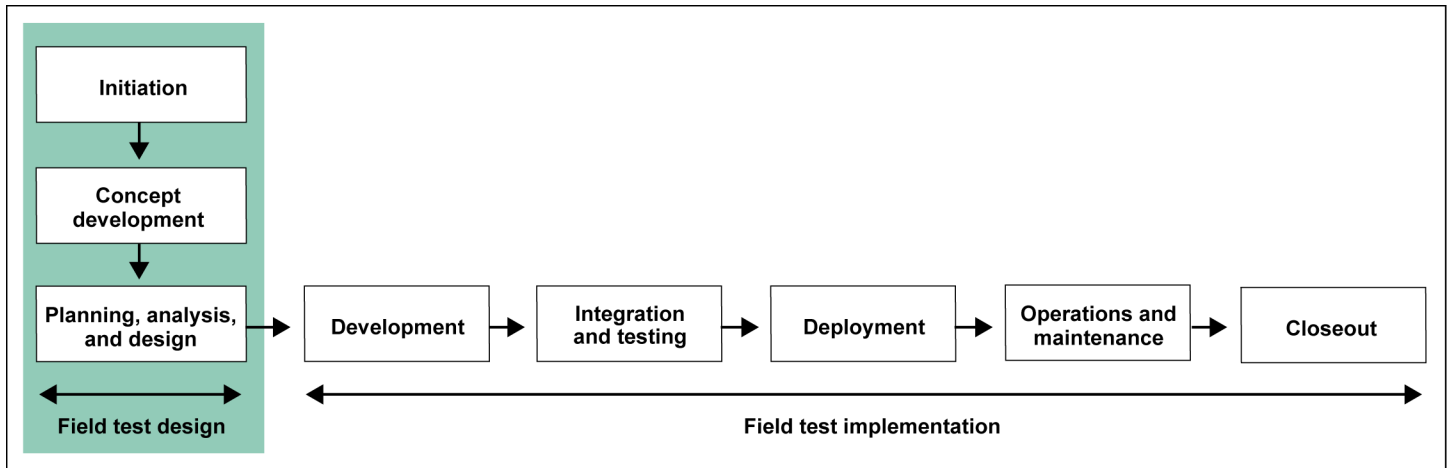 Initiation
Concept
development
Planning, analysis,
and design
Development
Integration
and testing
Deployment
Operations and
maintenance
Closeout
Field test design
Field test implementation